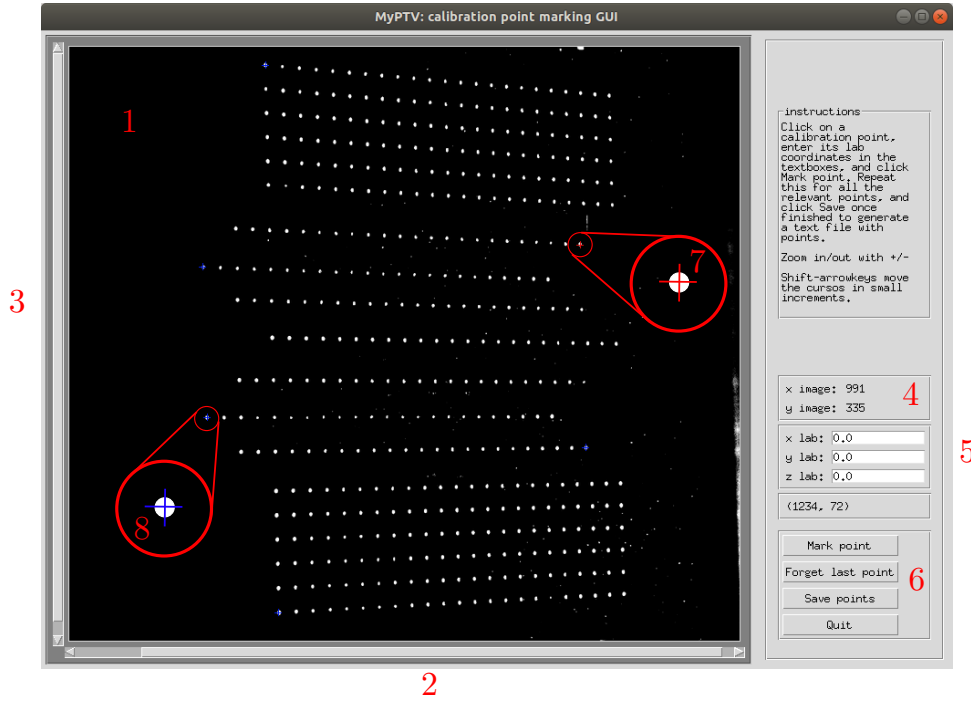 MyPTV: calibration point marking GUI
1
2
3
instructions
Click on a
calibration point,
enter its lab
coordinates in the
textboxes, and click
Mark point. Repeat
this for all the
relevant points, and
click Save once
finished to generate
a text file with
points.
Zoom in/out with +/-
Shift-arrowkeys move
the cursos in small
increments.
7
8
x image: 991
y image: 335
4
x lab: 0.0
y lab: 0.0
z lab: 0.0
5
(1234, 72)
Mark point
Forget last point
Save points
Quit
6